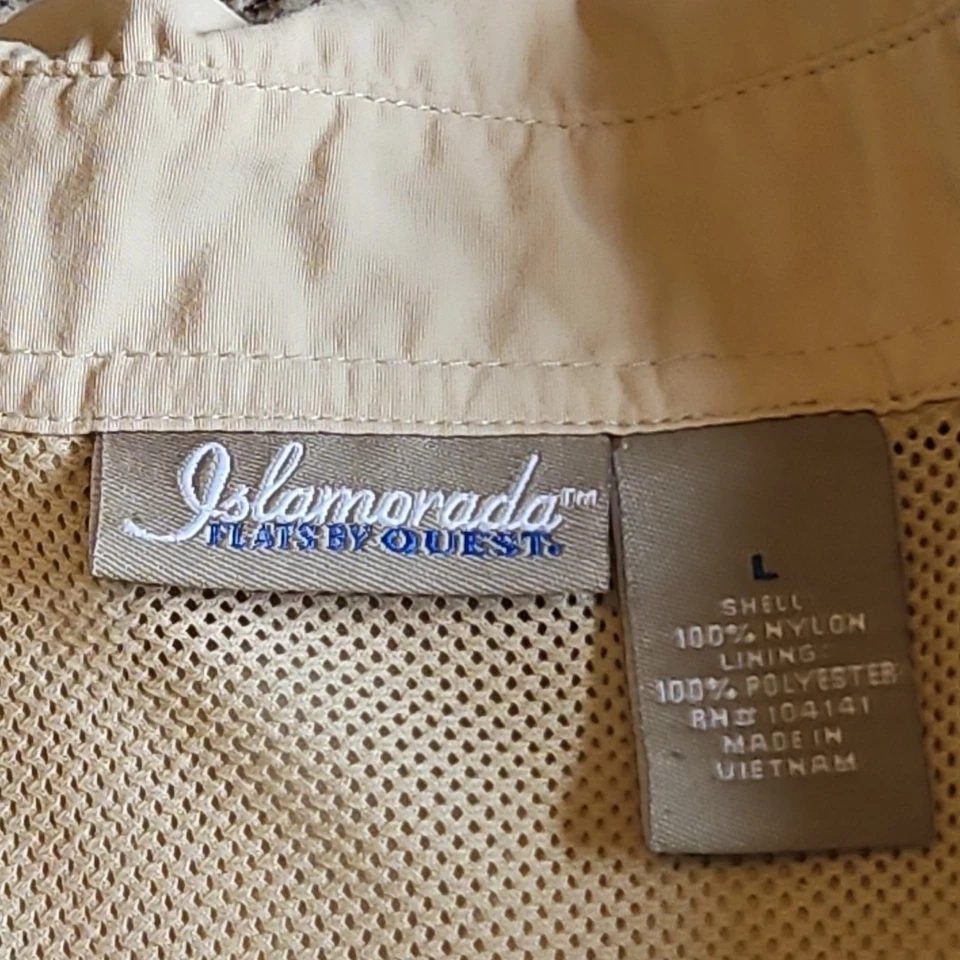 Islamorada™
FLATS BY QUEST.
L
SHELL:
100% NYLON
LINING:
100% POLYESTER
RN# 104141
MADE IN
VIETNAM